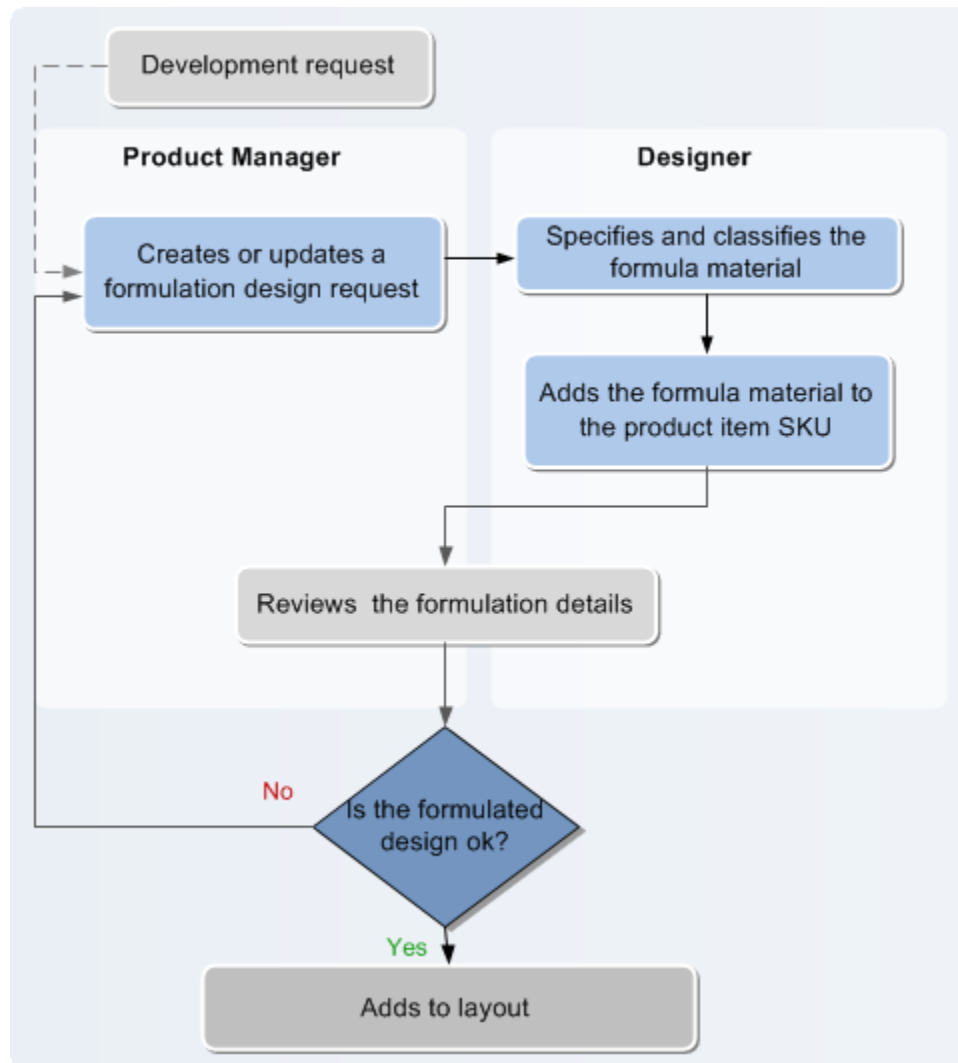 Development request
Product Manager
Designer
Creates or updates a
formulation design request
Specifies and classifies the
formula material
Adds the formula material to
the product item SKU
Reviews  the formulation details
Is the formulated
design ok?
No
Yes
Adds to layout